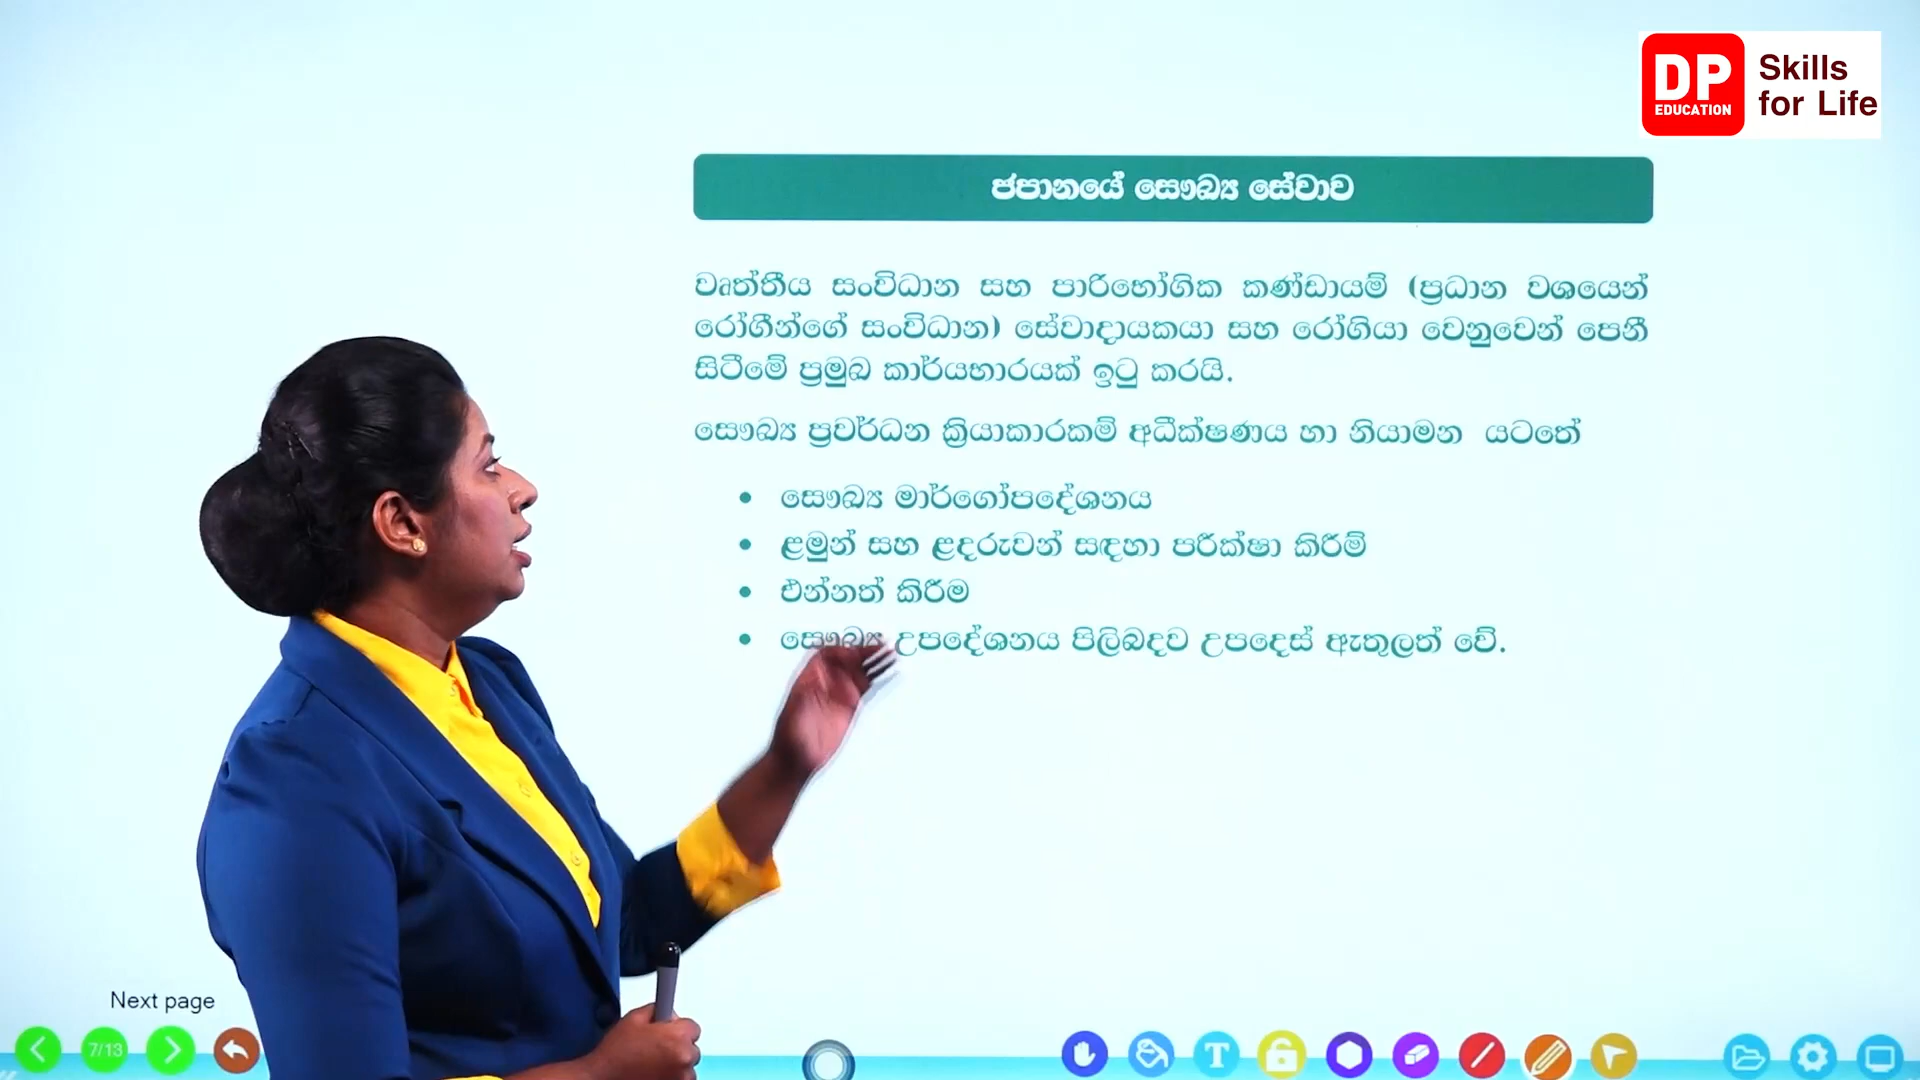 DP
EDUCATION
Skills
for Life
ජපානයේ සෞඛ්‍ය සේවාව
වෘත්තීය සංවිධාන සහ පාරිභෝගික කණ්ඩායම් (ප්‍රධාන වශයෙන්
රෝගීන්ගේ සංවිධාන) සේවාදායකයා සහ රෝගියා වෙනුවෙන් පෙනී
සිටීමේ ප්‍රමුඛ කාර්යභාරයක් ඉටු කරයි.
සෞඛ්‍ය ප්‍රවර්ධන ක්‍රියාකාරකම් අධීක්ෂණය හා නියාමන යටතේ
• සෞඛ්‍ය මාර්ගෝපදේශනය
• ළමුන් සහ ළදරුවන් සඳහා පරීක්ෂා කිරීම්
• එන්නත් කිරීම
• සෞඛ්‍ය උපදේශනය පිලිබදව උපදෙස් ඇතුලත් වේ.
Next page
7/13
T